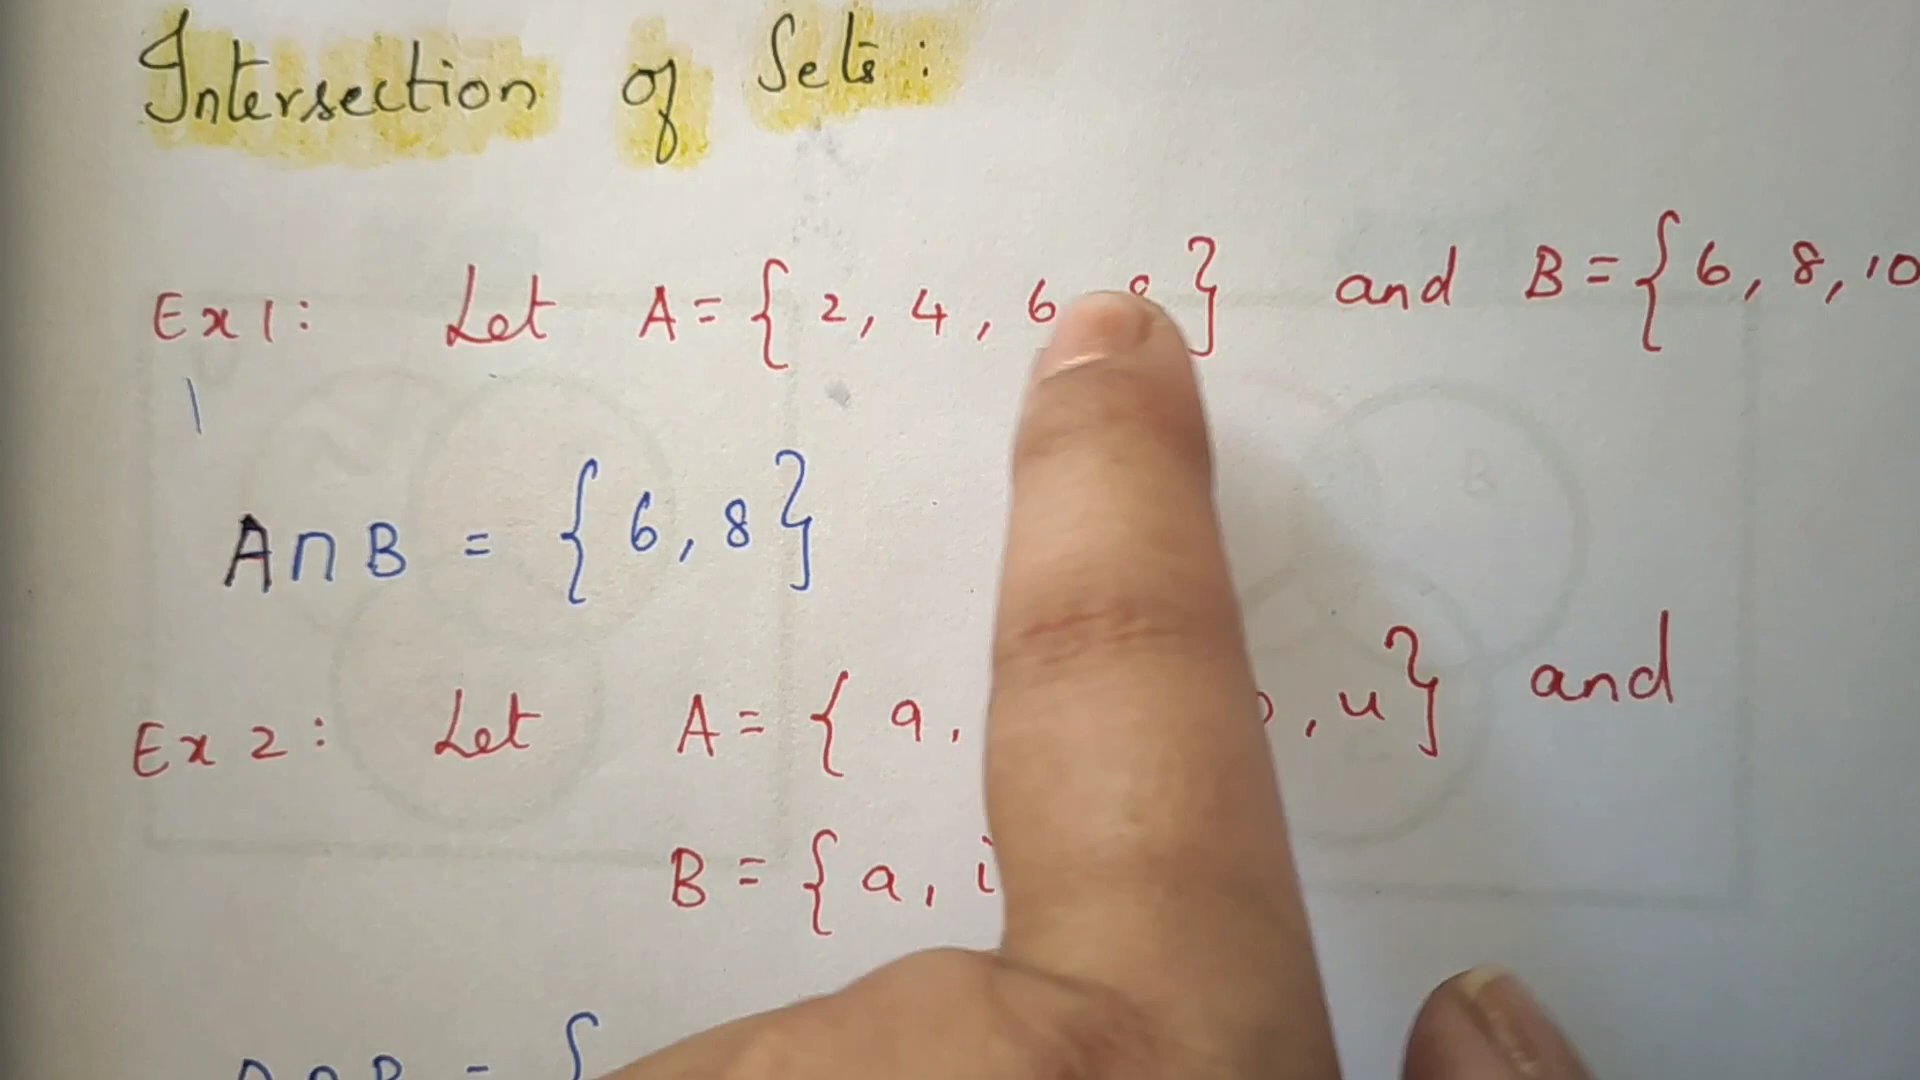 Intersection of Sets:
Ex 1: Let A = { 2, 4, 6, 8 } and B = { 6, 8, 10
A ∩ B = { 6, 8 }
Ex 2: Let A = { a, , u } and
B = { a, i
A ∩ B = {